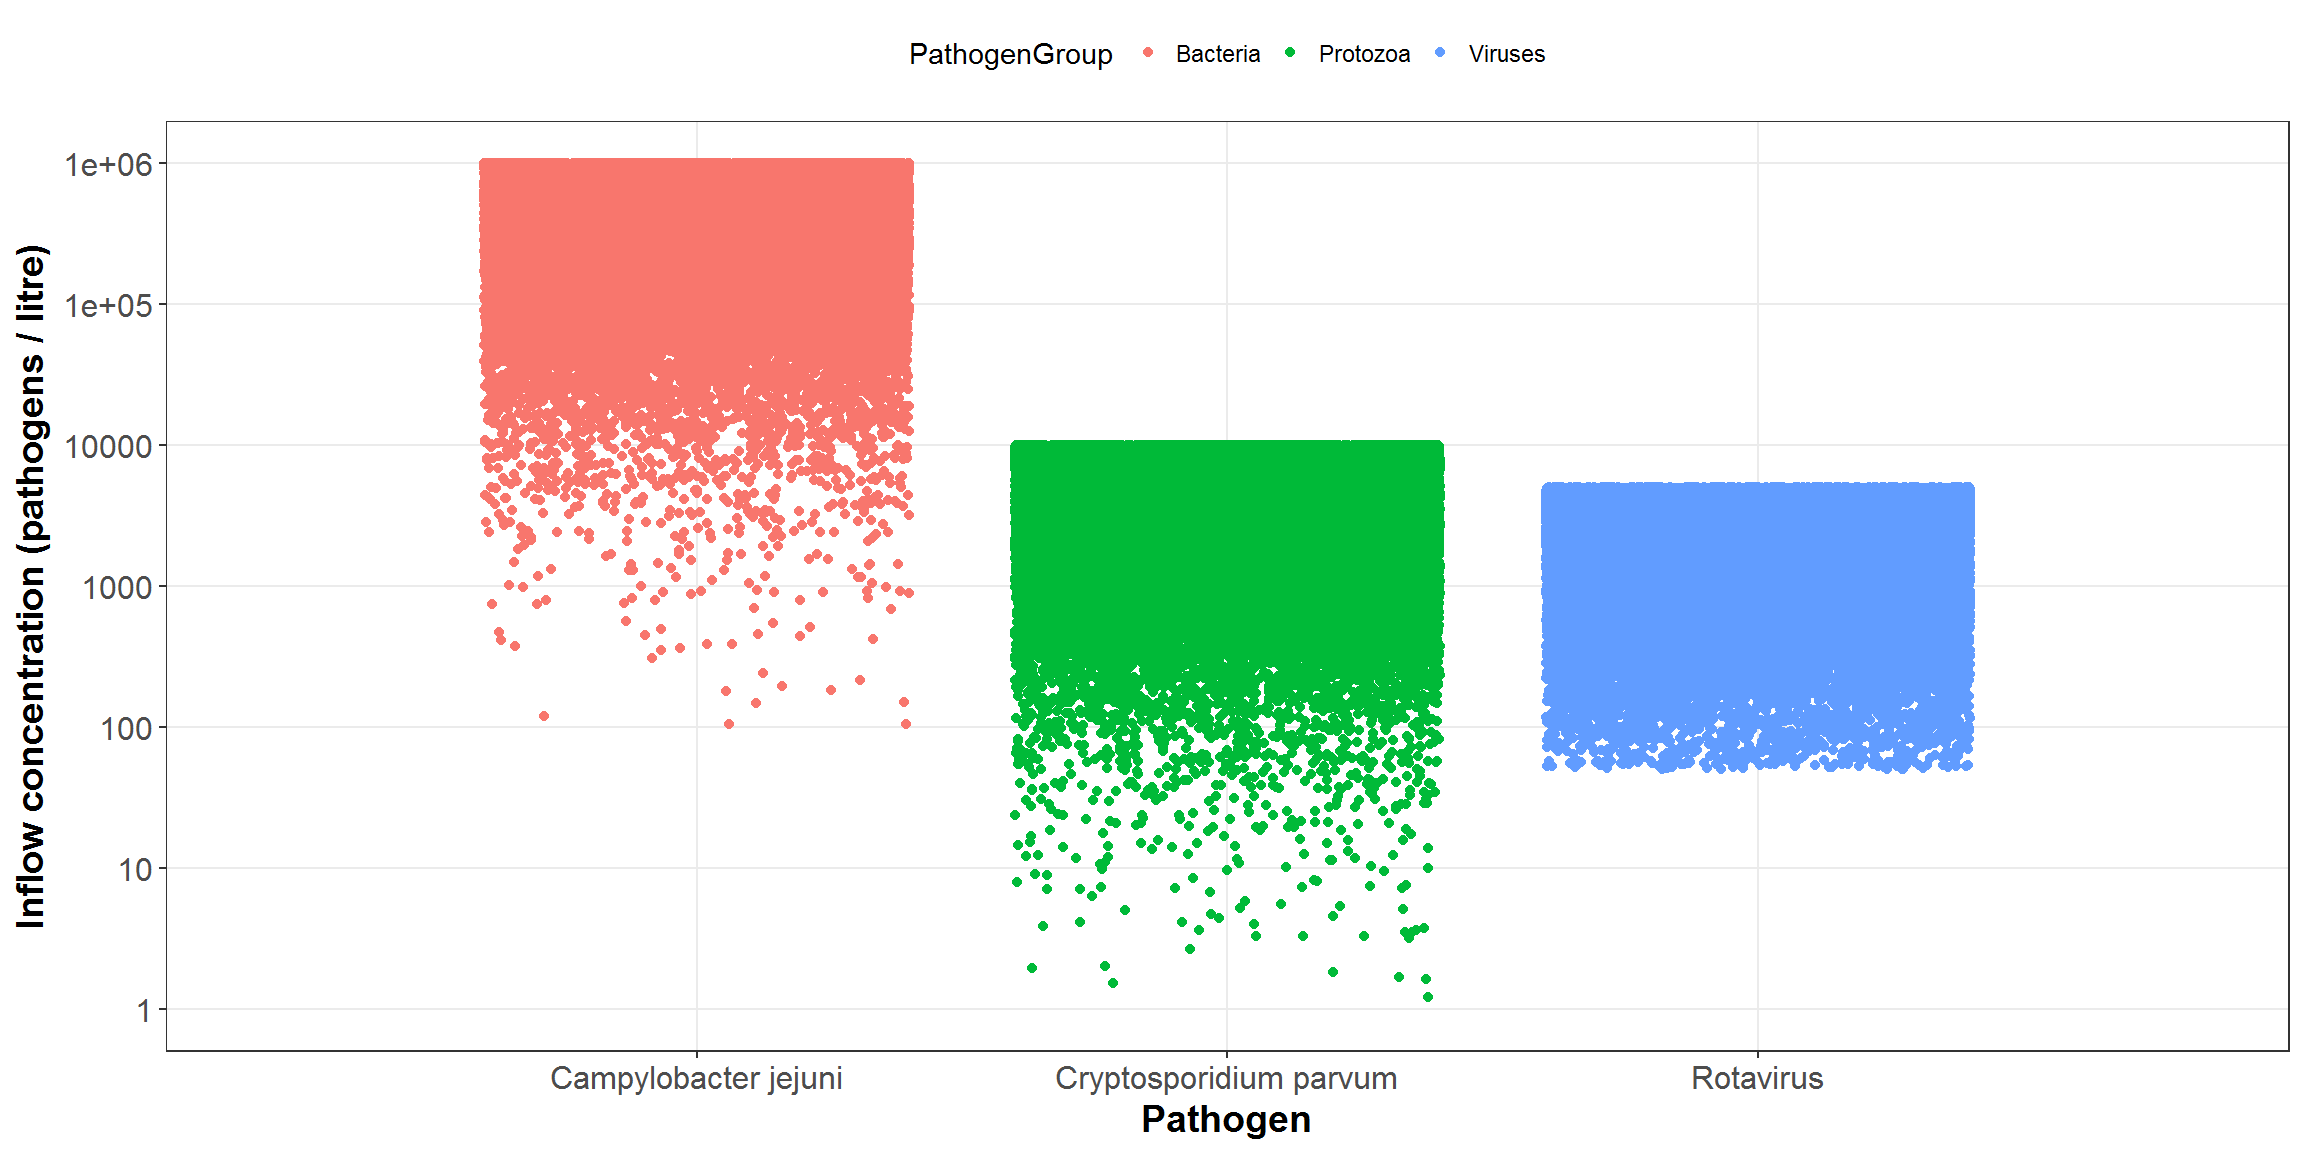 PathogenGroup Bacteria Protozoa Viruses
Inflow concentration (pathogens / litre)
1e+06
1e+05
10000
1000
100
10
1
Campylobacter jejuni Cryptosporidium parvum Rotavirus
Pathogen